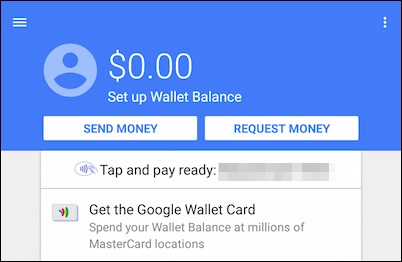 $0.00
Set up Wallet Balance
SEND MONEY
REQUEST MONEY
Tap and pay ready:
Get the Google Wallet Card
Spend your Wallet Balance at millions of
MasterCard locations